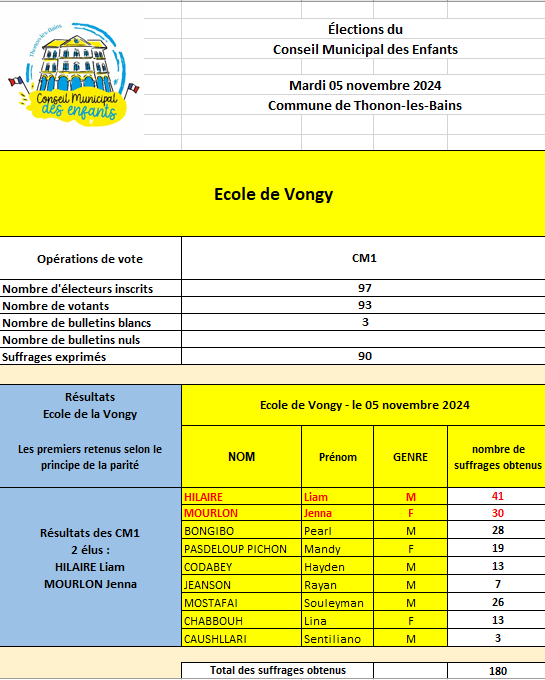 Thonon-les-Bains
Conseil Municipal
des enfants
Élections du
Conseil Municipal des Enfants
Mardi 05 novembre 2024
Commune de Thonon-les-Bains
Ecole de Vongy
Opérations de vote CM1
Nombre d'électeurs inscrits 97
Nombre de votants 93
Nombre de bulletins blancs 3
Nombre de bulletins nuls
Suffrages exprimés 90
Résultats
Ecole de la Vongy
Ecole de Vongy - le 05 novembre 2024
Les premiers retenus selon le
principe de la parité
NOM Prénom GENRE nombre de
suffrages obtenus
HILAIRE Liam M 41
MOURLON Jenna F 30
BONGIBO Pearl M 28
PASDELOUP PICHON Mandy F 19
CODABEY Hayden M 13
JEANSON Rayan M 7
MOSTAFAI Souleyman M 26
CHABBOUH Lina F 13
CAUSHLLARI Sentiliano M 3
Résultats des CM1
2 élus :
HILAIRE Liam
MOURLON Jenna
Total des suffrages obtenus 180